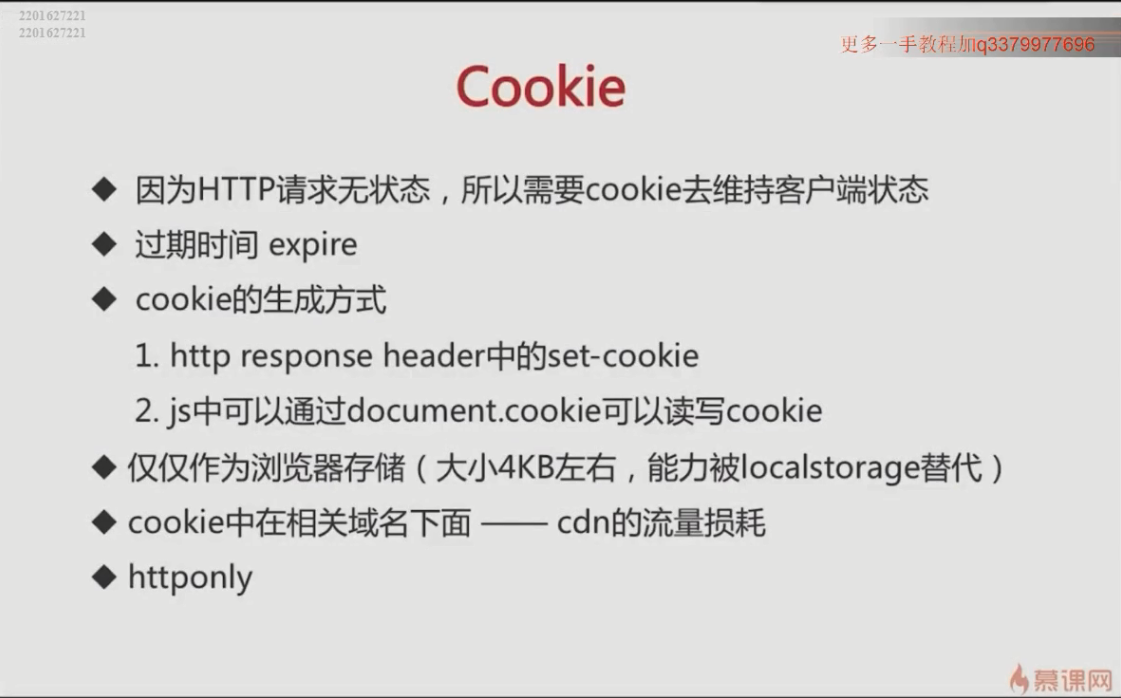 2201627221
2201627221
更多一手教程加q3379977696
Cookie
◆ 因为HTTP请求无状态，所以需要cookie去维持客户端状态
◆ 过期时间 expire
◆ cookie的生成方式
1. http response header中的set-cookie
2. js中可以通过document.cookie可以读写cookie
◆ 仅仅作为浏览器存储（大小4KB左右，能力被localstorage替代）
◆ cookie中在相关域名下面 —— cdn的流量损耗
◆ httponly
慕课网